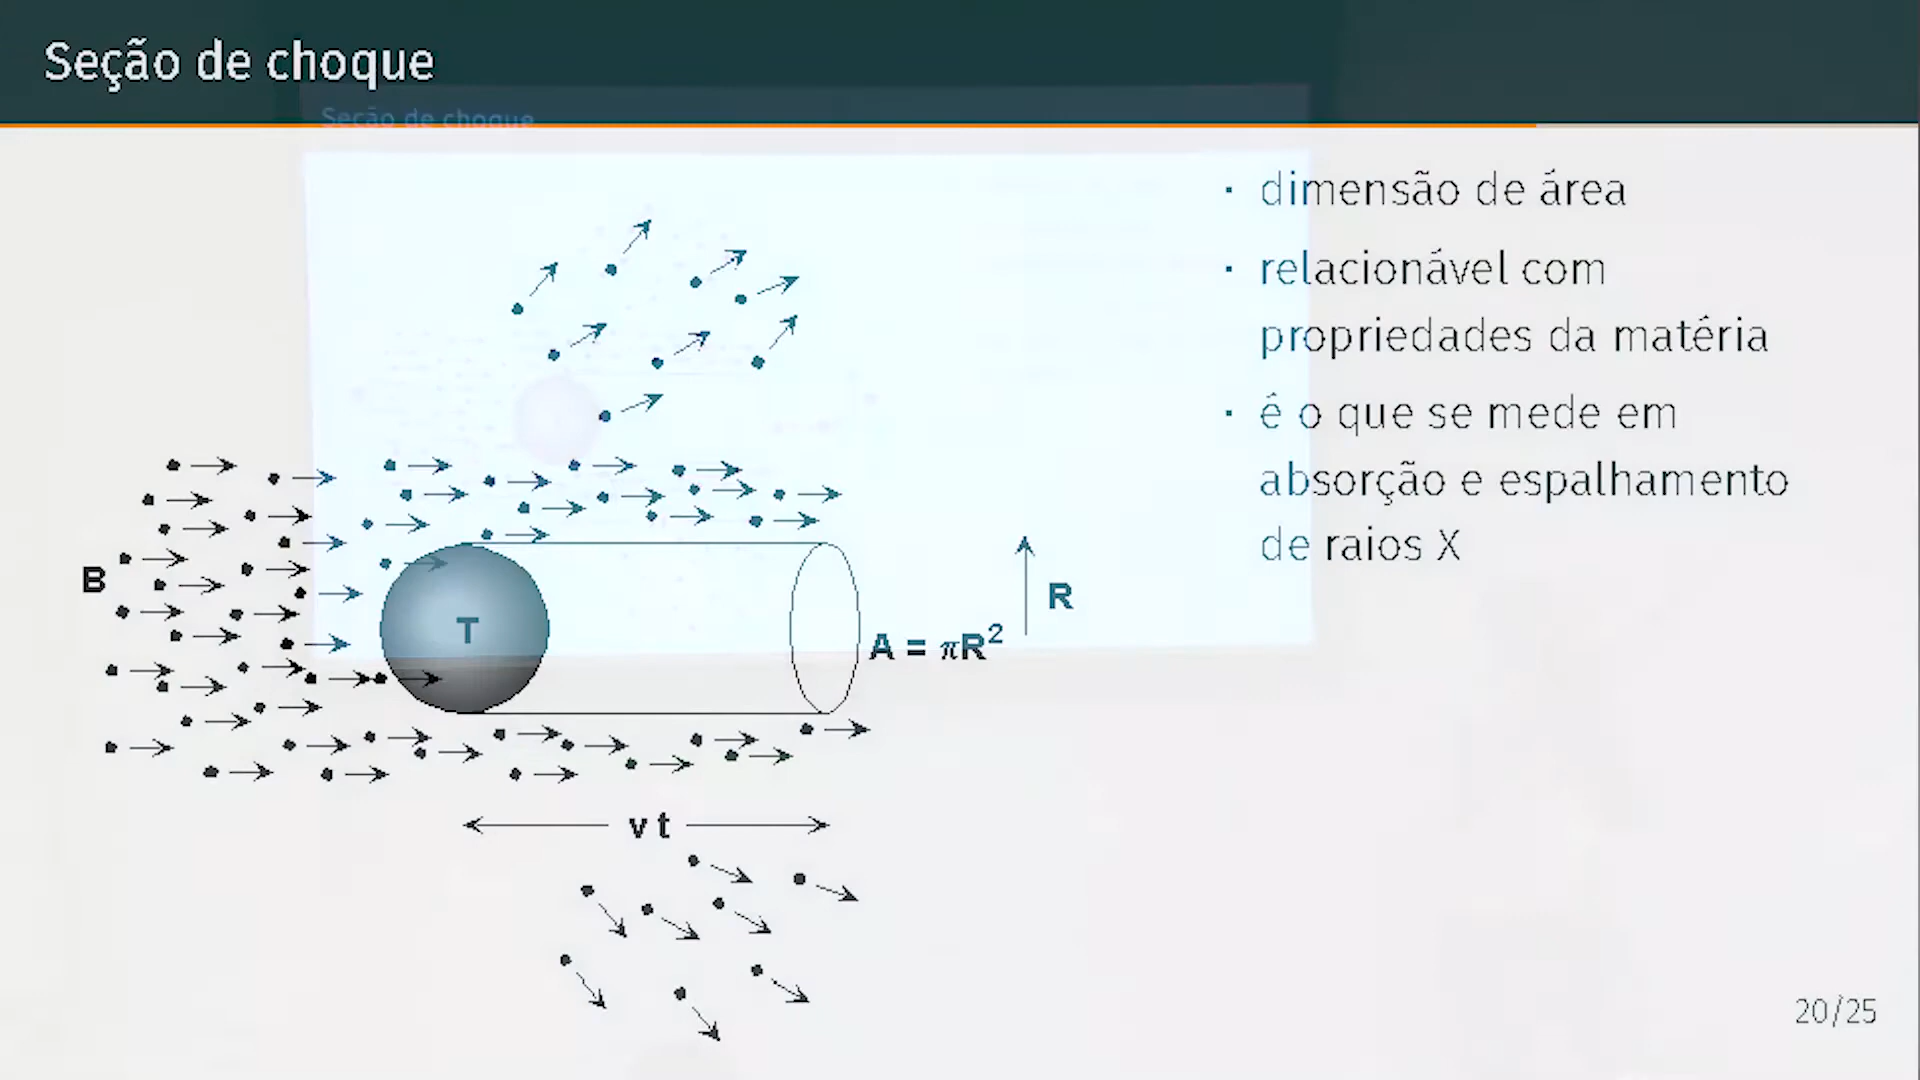 Seção de choque
Seção de choque
· dimensão de área
· relacionável com
propriedades da matéria
· é o que se mede em
absorção e espalhamento
de raios X
B
T
R
A = πR²
v t
20/25